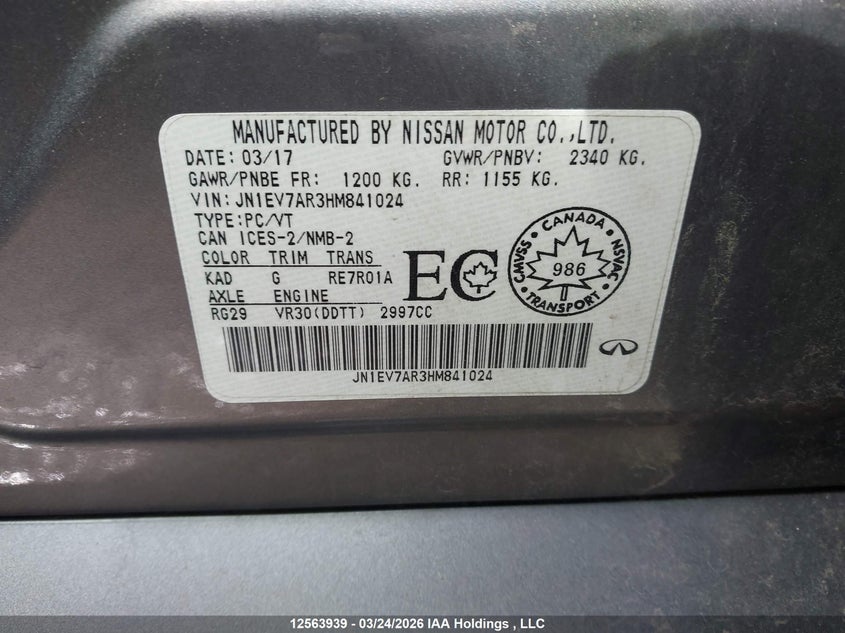 MANUFACTURED BY NISSAN MOTOR CO.,LTD.
DATE: 03/17 GVWR/PNBV: 2340 KG.
GAWR/PNBE FR: 1200 KG. RR: 1155 KG.
VIN: JN1EV7AR3HM841024
TYPE:PC/VT
CAN ICES-2/NMB-2
COLOR TRIM TRANS
KAD G RE7R01A
AXLE ENGINE
RG29 VR30(DDTT) 2997CC
EC
CANADA
CMVSS 986 NSVAC
TRANSPORT
JN1EV7AR3HM841024
12563939 - 03/24/2026 IAA Holdings , LLC